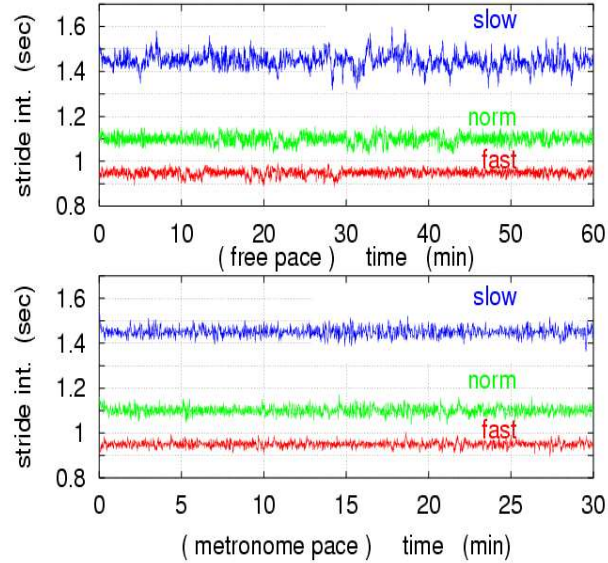 stride int. (sec)
1.6
1.4
1.2
1
0.8
slow
norm
fast
0 10 20 30 40 50 60
( free pace ) time (min)
stride int. (sec)
1.6
1.4
1.2
1
0.8
slow
norm
fast
0 5 10 15 20 25 30
( metronome pace ) time (min)